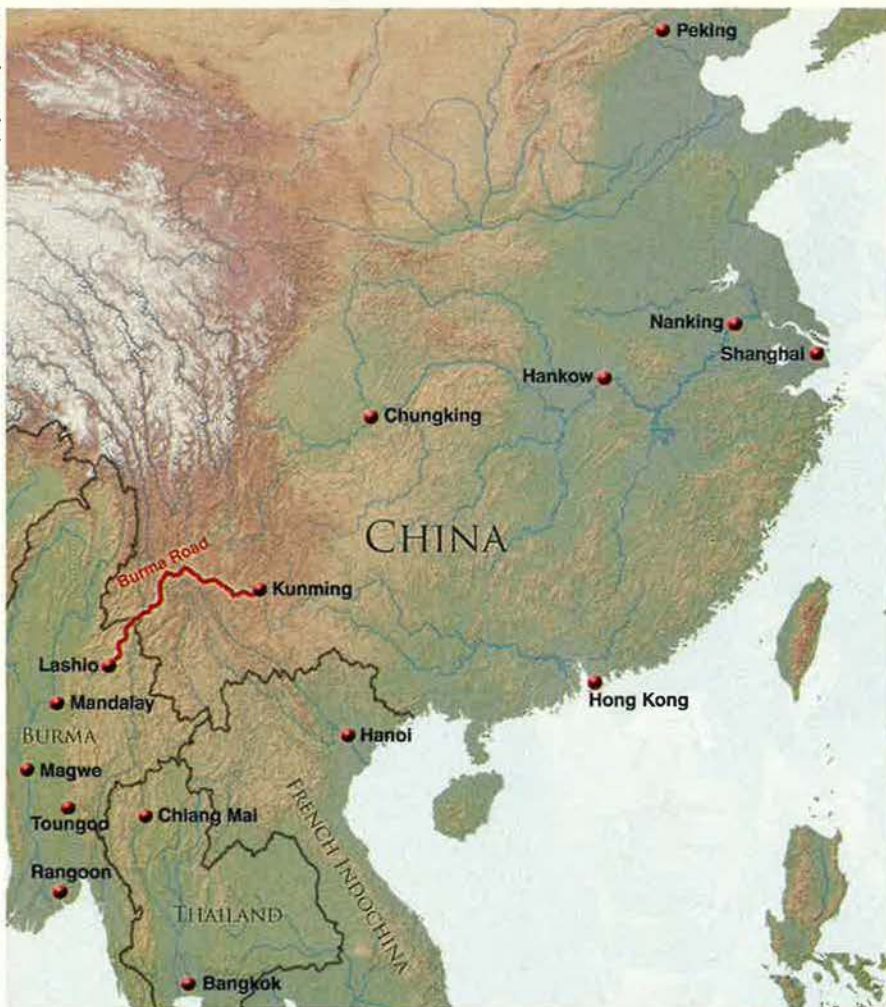 Peking
Nanking
Shanghai
Hankow
Chungking
CHINA
Burma Road
Kunming
Lashio
Hong Kong
Mandalay
BURMA
Hanoi
Magwe
Toungoo
Chiang Mai
FRENCH INDOCHINA
Rangoon
THAILAND
Bangkok